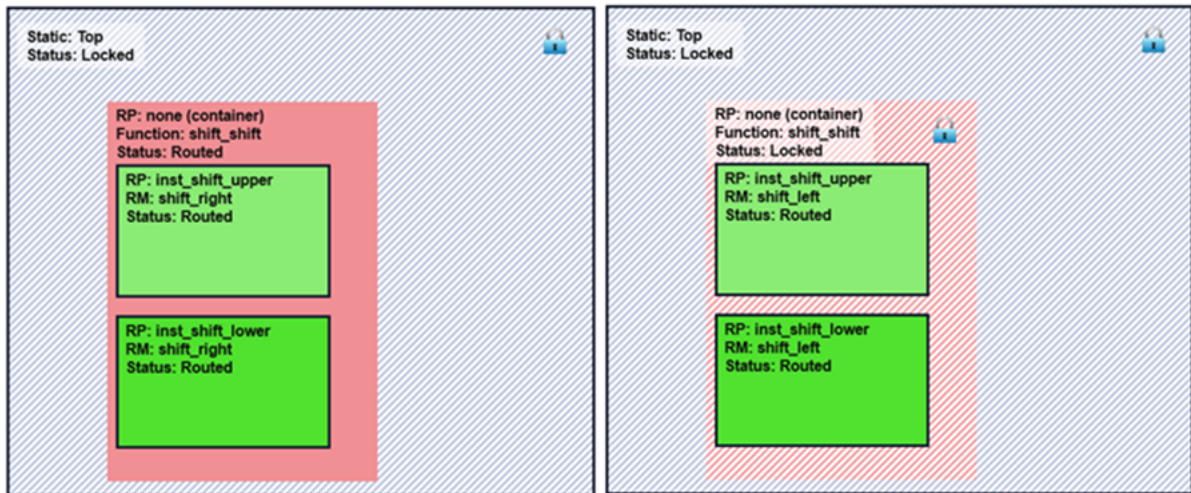 Static: Top
Status: Locked
RP: none (container)
Function: shift_shift
Status: Routed
RP: inst_shift_upper
RM: shift_right
Status: Routed
RP: inst_shift_lower
RM: shift_right
Status: Routed
Static: Top
Status: Locked
RP: none (container)
Function: shift_shift
Status: Locked
RP: inst_shift_upper
RM: shift_left
Status: Routed
RP: inst_shift_lower
RM: shift_left
Status: Routed